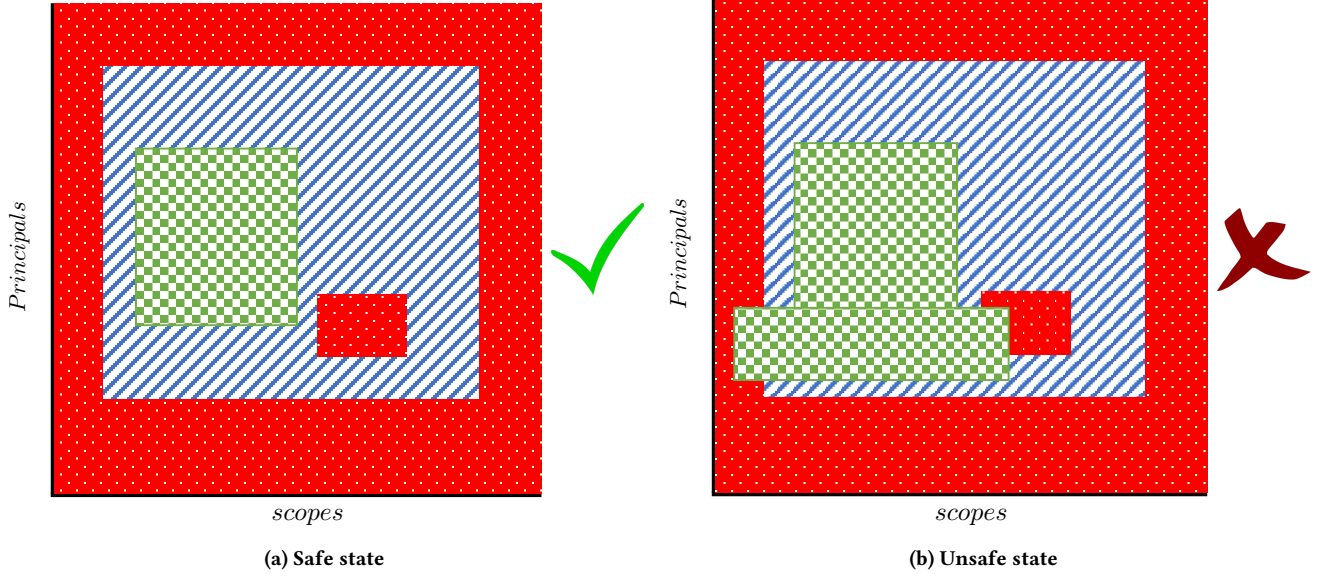 Principals
scopes
(a) Safe state
Principals
scopes
(b) Unsafe state